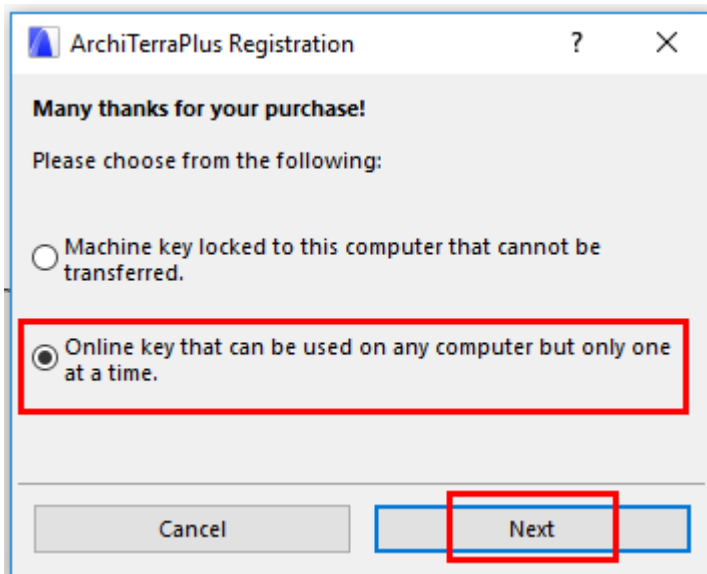 ArchiTerraPlus Registration ?
Many thanks for your purchase!
Please choose from the following:
Machine key locked to this computer that cannot be
transferred.
Online key that can be used on any computer but only one
at a time.
Cancel Next